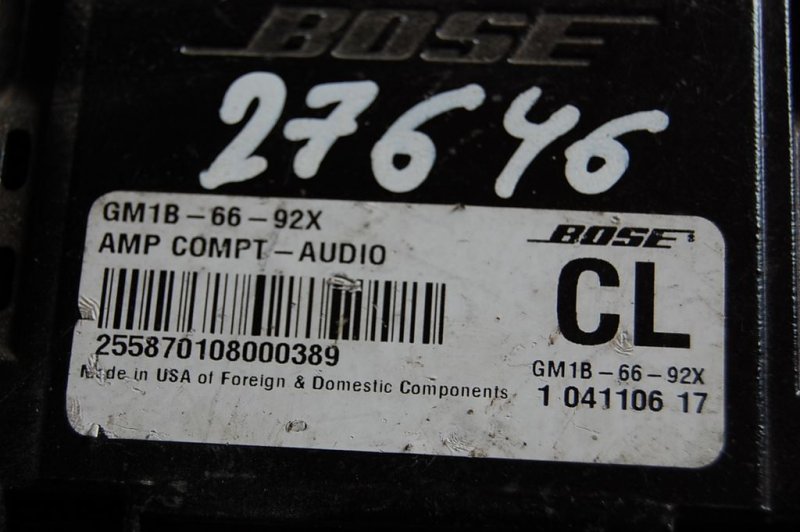 BOSE
27646
GM1B-66-92X
AMP COMPT-AUDIO
255870108000389
Made in USA of Foreign & Domestic Components
BOSE
CL
GM1B-66-92X
1 041106 17